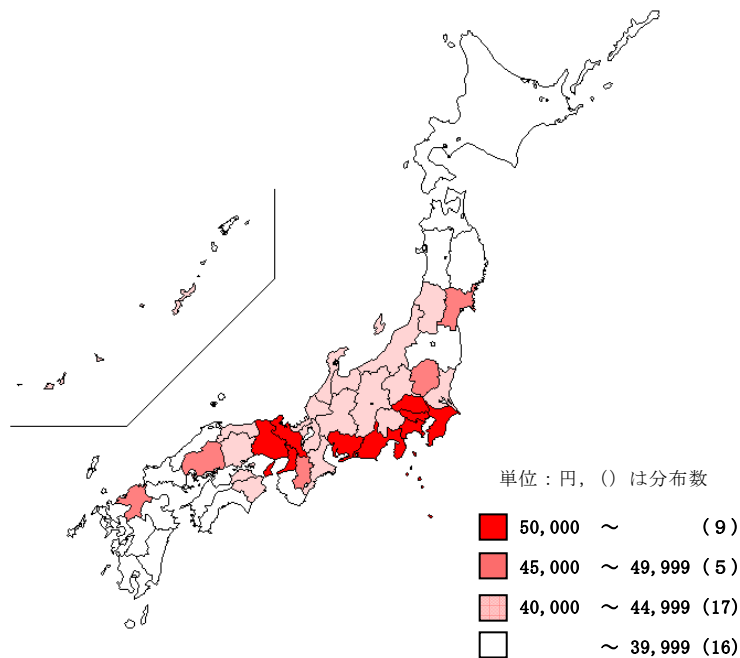 単位：円，()は分布数
50,000 ～ (9)
45,000 ～ 49,999 (5)
40,000 ～ 44,999 (17)
～ 39,999 (16)